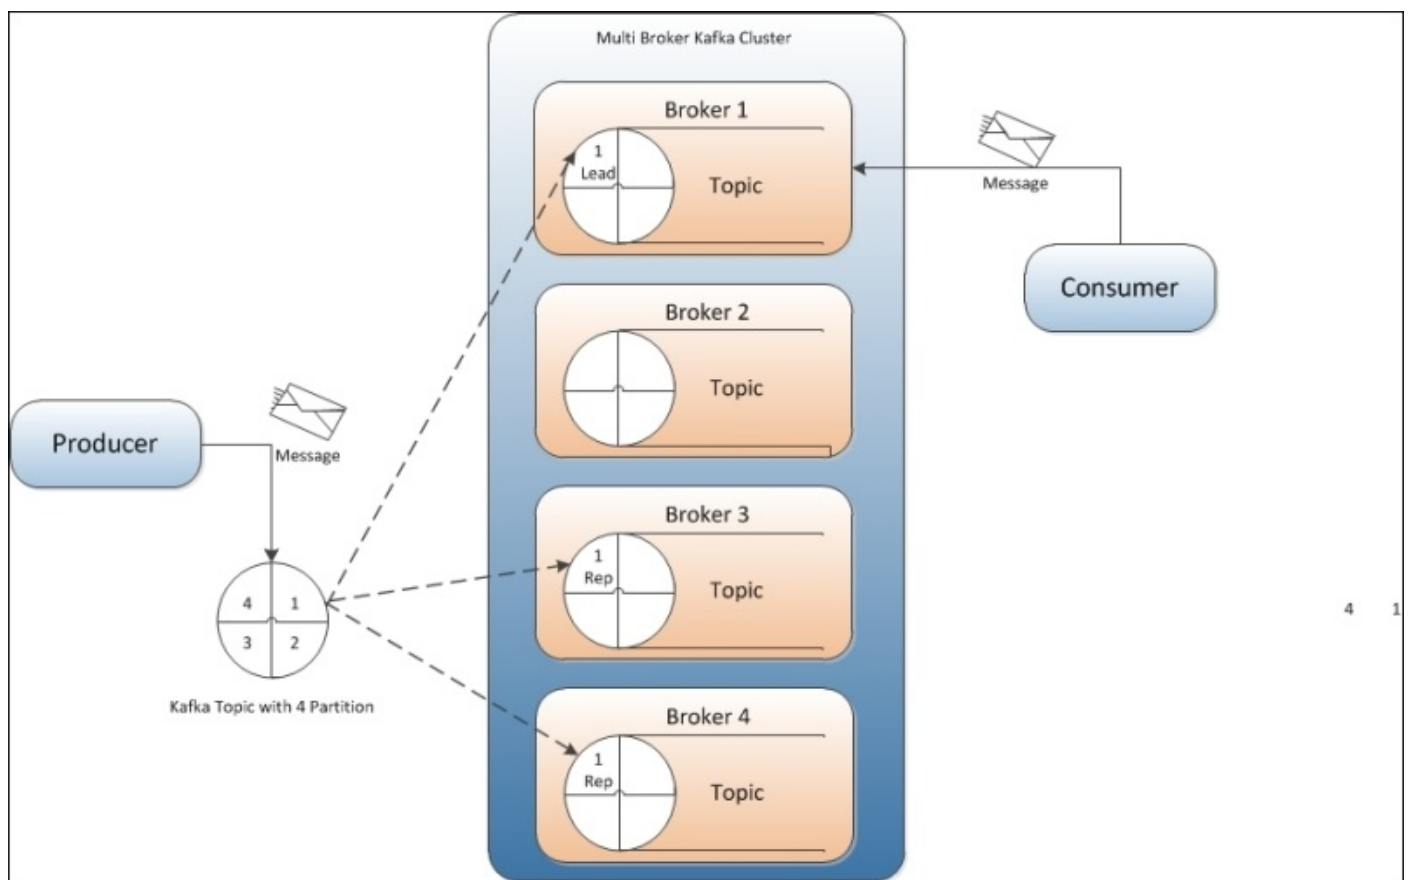 Multi Broker Kafka Cluster
Broker 1
1
Lead
Topic
Message
Consumer
Broker 2
Topic
Producer
Message
Broker 3
1
Rep
Topic
4 1
3 2
Kafka Topic with 4 Partition
4 1
Broker 4
1
Rep
Topic